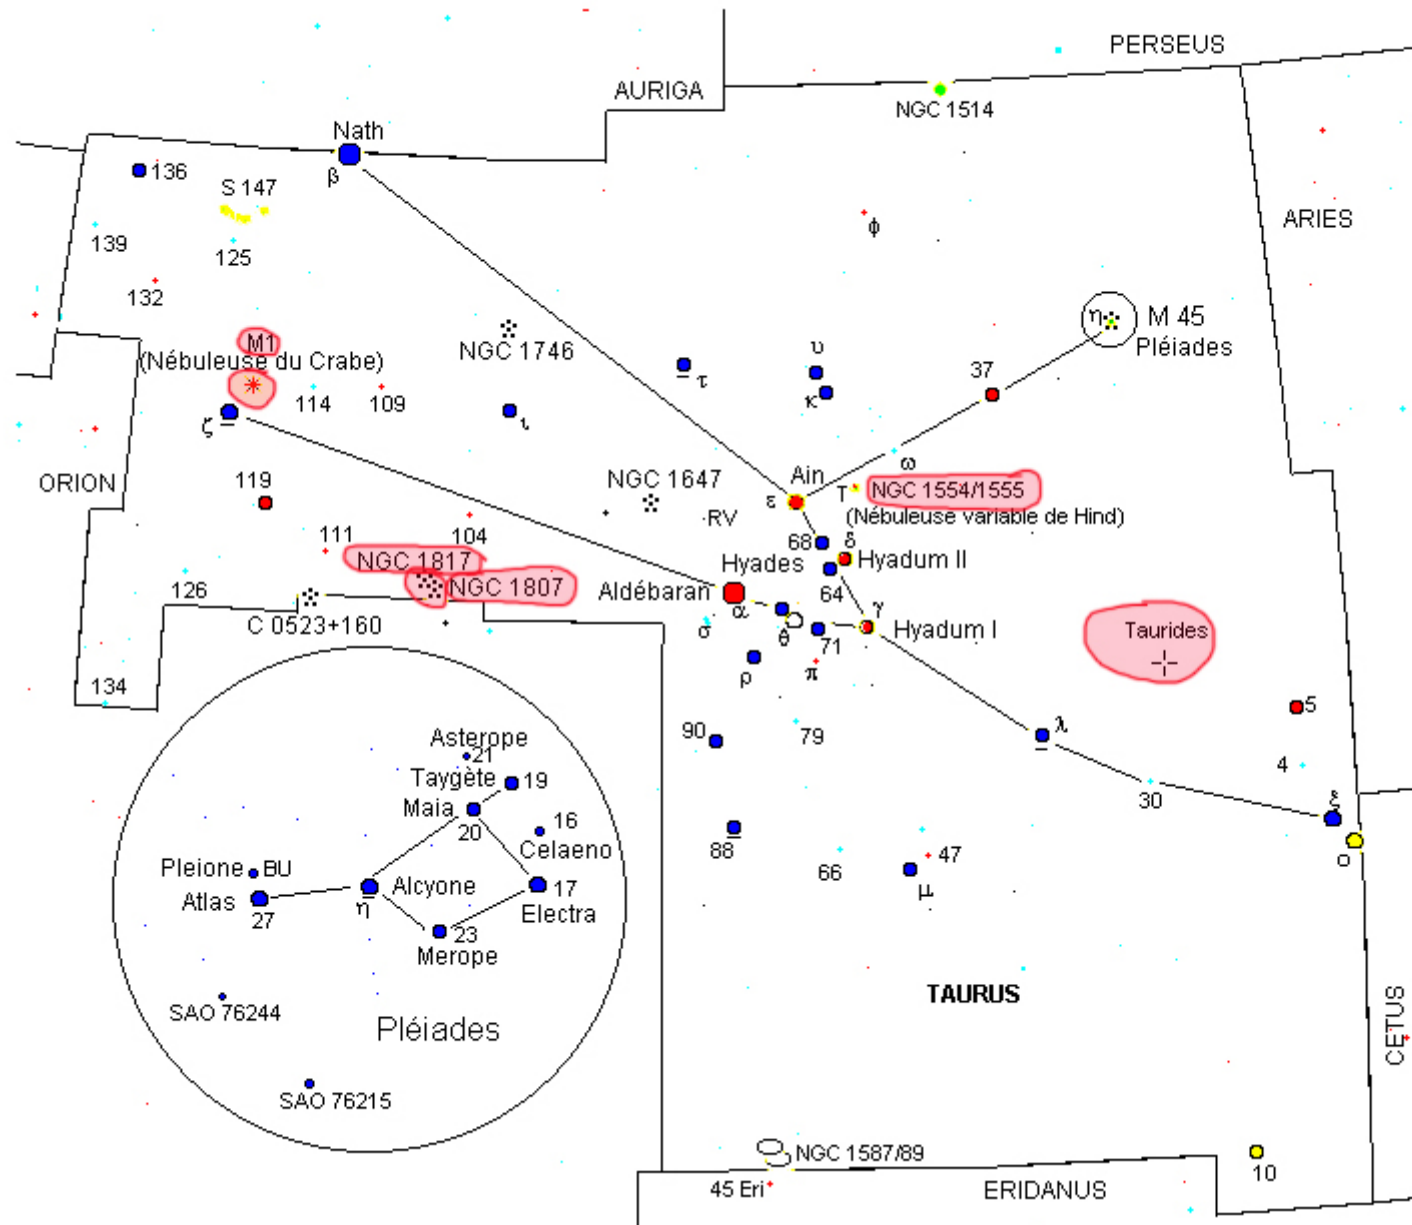 PERSEUS
AURIGA
NGC 1514
Nath
β
136
S 147
ARIES
φ
139
125
132
η
M 45
Pléiades
M1
(Nébuleuse du Crabe)
NGC 1746
τ
υ
κ
37
114
109
ι
ζ
ω
ORION
119
NGC 1647
Ain
ε
T
NGC 1554/1555
(Nébuleuse variable de Hind)
RV
111
104
68
δ
NGC 1817
Hyades
Hyadum II
126
NGC 1807
Aldébaran
α
64
γ
C 0523+160
σ
θ
71
Hyadum I
Taurides
ρ
π
134
5
90
79
λ
4
Asterope
21
Taygète
19
30
ξ
Maia
20
16
Celaeno
88
66
47
μ
ο
Pleione
BU
Atlas
27
η
Alcyone
17
Electra
23
Merope
TAURUS
SAO 76244
Pléiades
CETUS
SAO 76215
NGC 1587/89
10
45 Eri
ERIDANUS